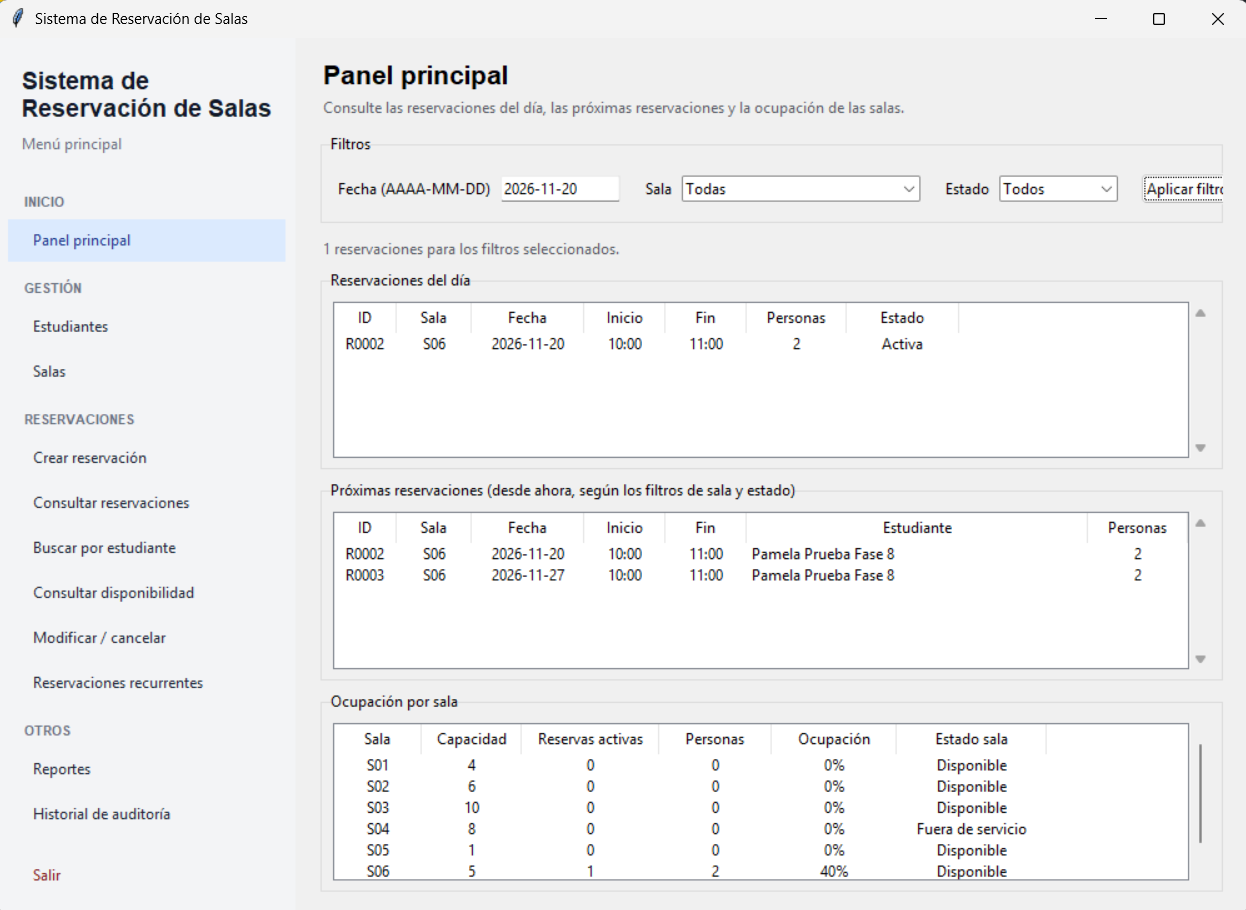 Sistema de Reservación de Salas
Sistema de
Reservación de Salas
Menú principal
INICIO
Panel principal
GESTIÓN
Estudiantes
Salas
RESERVACIONES
Crear reservación
Consultar reservaciones
Buscar por estudiante
Consultar disponibilidad
Modificar / cancelar
Reservaciones recurrentes
OTROS
Reportes
Historial de auditoría
Salir
Panel principal
Consulte las reservaciones del día, las próximas reservaciones y la ocupación de las salas.
Filtros
Fecha (AAAA-MM-DD) 2026-11-20 Sala Todas Estado Todos Aplicar filtro
1 reservaciones para los filtros seleccionados.
Reservaciones del día
ID Sala Fecha Inicio Fin Personas Estado
R0002 S06 2026-11-20 10:00 11:00 2 Activa
Próximas reservaciones (desde ahora, según los filtros de sala y estado)
ID Sala Fecha Inicio Fin Estudiante Personas
R0002 S06 2026-11-20 10:00 11:00 Pamela Prueba Fase 8 2
R0003 S06 2026-11-27 10:00 11:00 Pamela Prueba Fase 8 2
Ocupación por sala
Sala Capacidad Reservas activas Personas Ocupación Estado sala
S01 4 0 0 0% Disponible
S02 6 0 0 0% Disponible
S03 10 0 0 0% Disponible
S04 8 0 0 0% Fuera de servicio
S05 1 0 0 0% Disponible
S06 5 1 2 40% Disponible